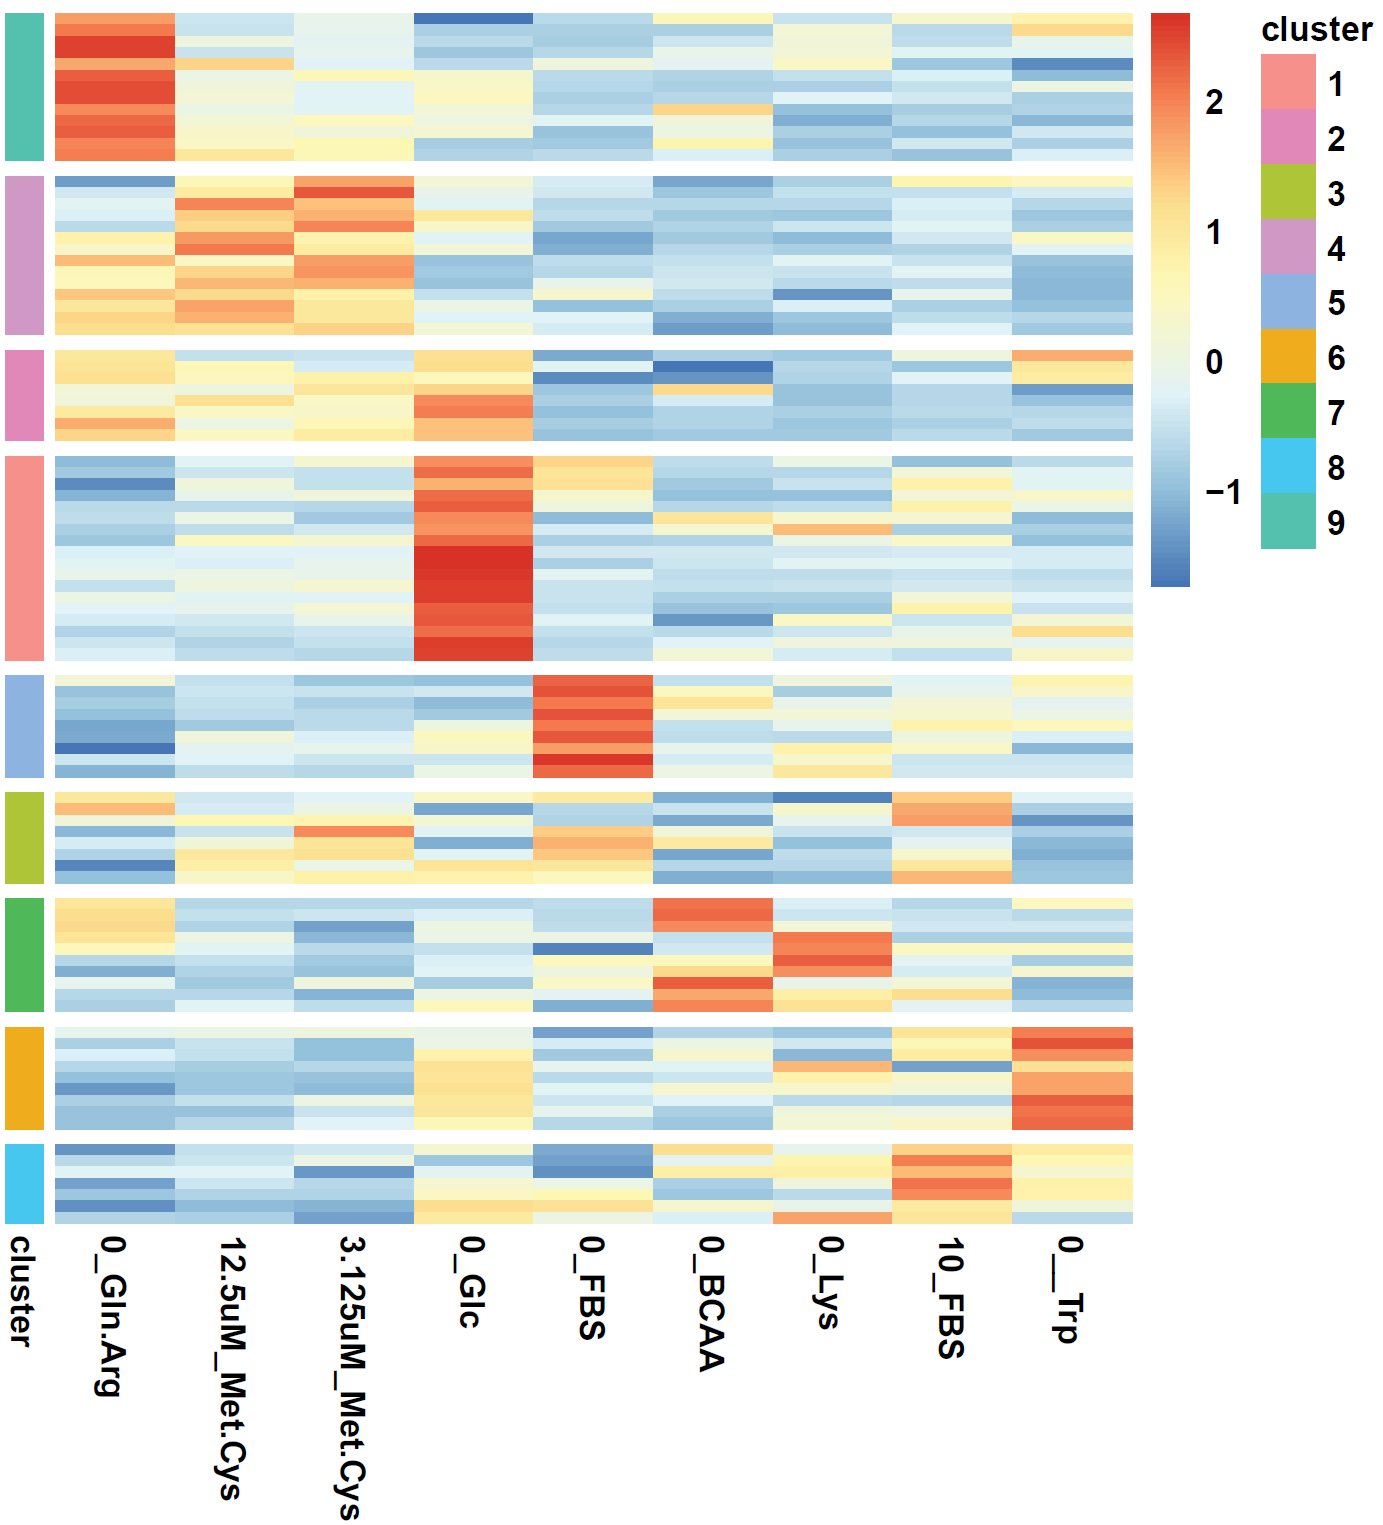 cluster
1
2
3
4
5
6
7
8
9
2
1
0
−1
cluster
0_Gln.Arg
12.5uM_Met.Cys
3.125uM_Met.Cys
0_Glc
0_FBS
0_BCAA
0_Lys
10_FBS
0__Trp